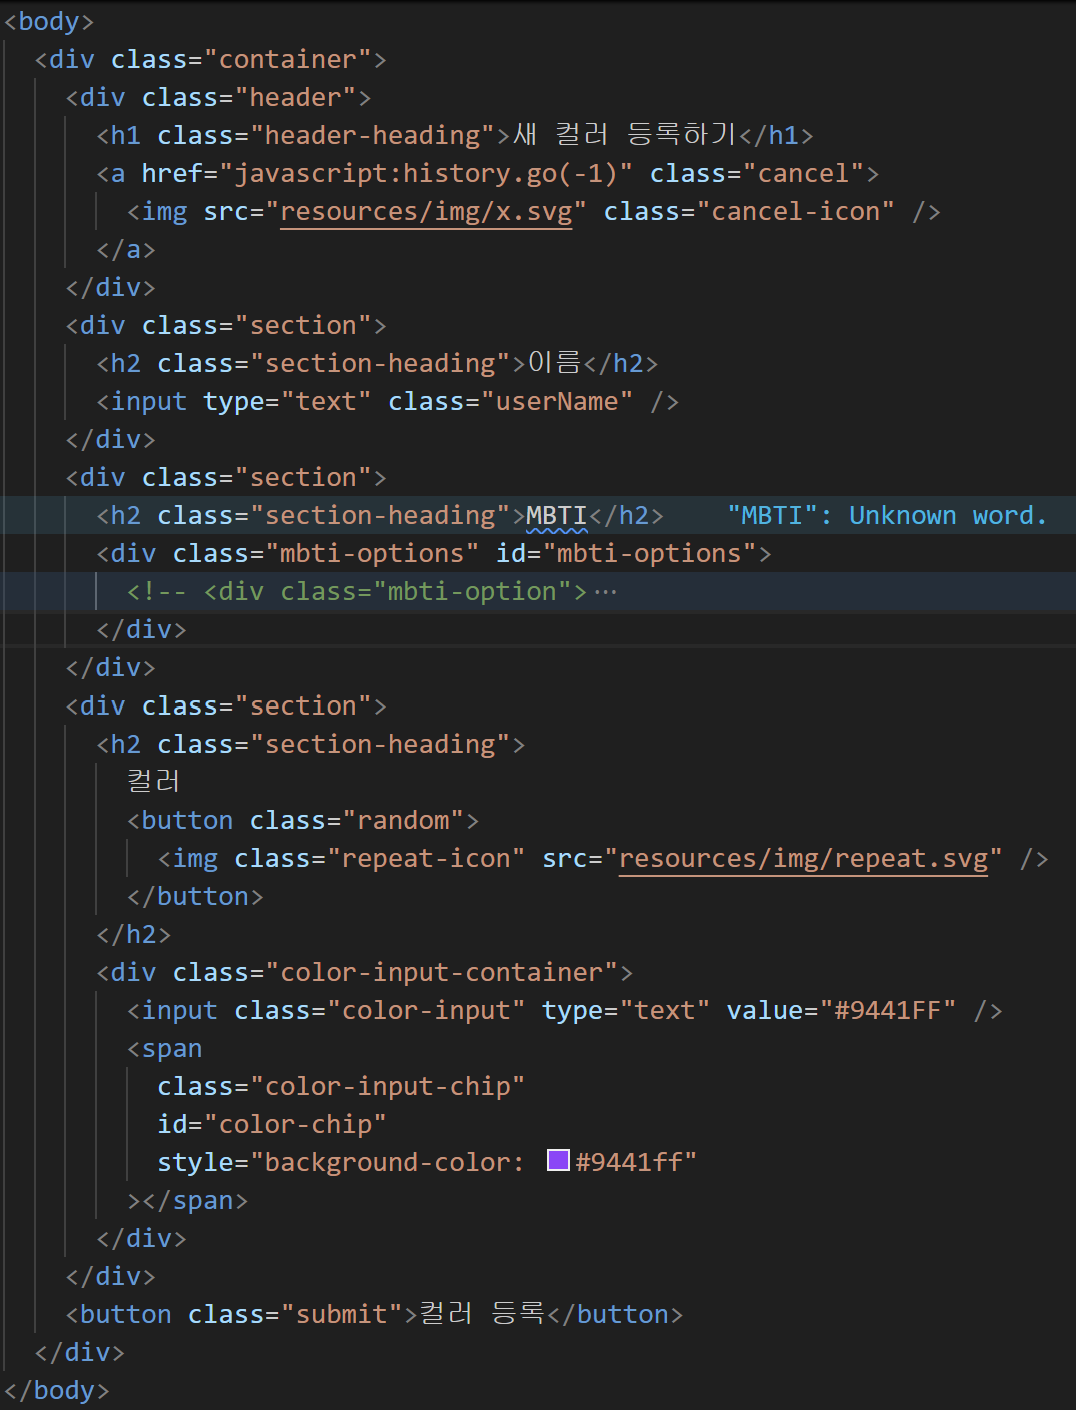 <body>
<div class="container">
<div class="header">
<h1 class="header-heading">새 컬러 등록하기</h1>
<a href="javascript:history.go(-1)" class="cancel">
<img src="resources/img/x.svg" class="cancel-icon" />
</a>
</div>
<div class="section">
<h2 class="section-heading">이름</h2>
<input type="text" class="userName" />
</div>
<div class="section">
<h2 class="section-heading">MBTI</h2> "MBTI": Unknown word.
<div class="mbti-options" id="mbti-options">
<!-- <div class="mbti-option">···
</div>
</div>
<div class="section">
<h2 class="section-heading">
컬러
<button class="random">
<img class="repeat-icon" src="resources/img/repeat.svg" />
</button>
</h2>
<div class="color-input-container">
<input class="color-input" type="text" value="#9441FF" />
<span
class="color-input-chip"
id="color-chip"
style="background-color: #9441ff"
></span>
</div>
</div>
<button class="submit">컬러 등록</button>
</div>
</body>